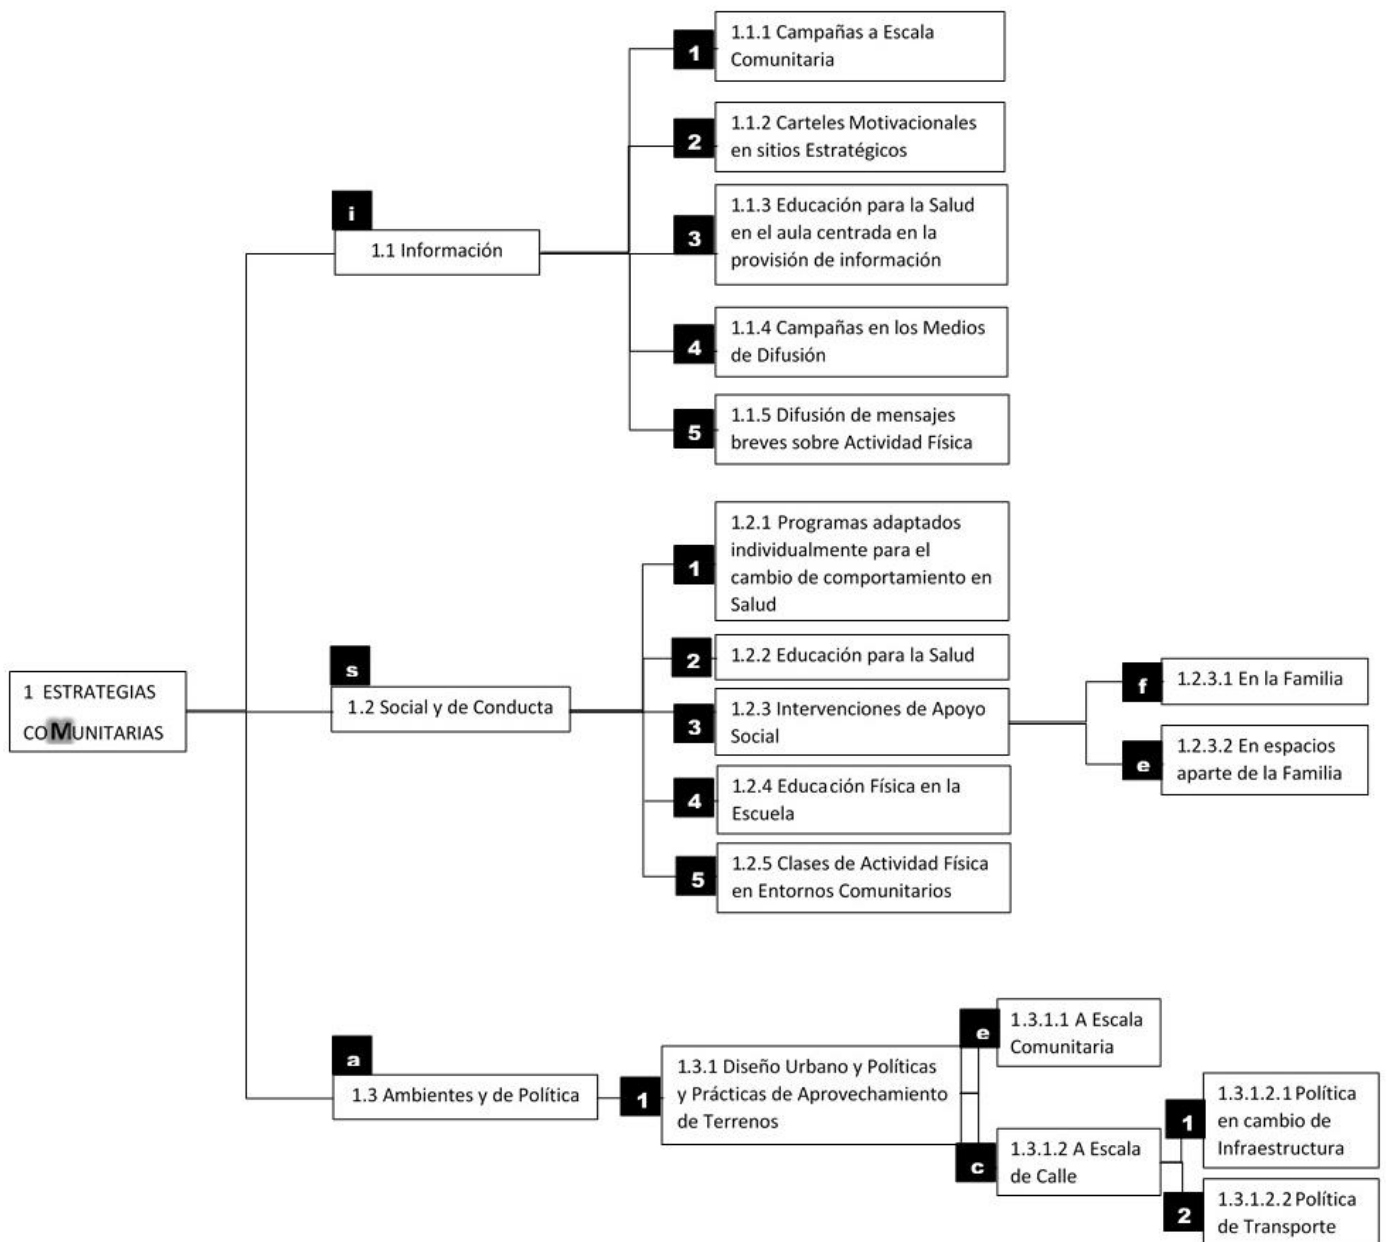 1
1.1.1 Campañas a Escala
Comunitaria
2
1.1.2 Carteles Motivacionales
en sitios Estratégicos
i
1.1 Información
3
1.1.3 Educación para la Salud
en el aula centrada en la
provisión de información
4
1.1.4 Campañas en los Medios
de Difusión
5
1.1.5 Difusión de mensajes
breves sobre Actividad Física
1 ESTRATEGIAS
COMUNITARIAS
s
1.2 Social y de Conducta
1
1.2.1 Programas adaptados
individualmente para el
cambio de comportamiento en
Salud
2
1.2.2 Educación para la Salud
3
1.2.3 Intervenciones de Apoyo
Social
f
1.2.3.1 En la Familia
e
1.2.3.2 En espacios
aparte de la Familia
4
1.2.4 Educación Física en la
Escuela
5
1.2.5 Clases de Actividad Física
en Entornos Comunitarios
a
1.3 Ambientes y de Política
1
1.3.1 Diseño Urbano y Políticas
y Prácticas de Aprovechamiento
de Terrenos
e
1.3.1.1 A Escala
Comunitaria
c
1.3.1.2 A Escala
de Calle
1
1.3.1.2.1 Política
en cambio de
Infraestructura
2
1.3.1.2.2 Política
de Transporte